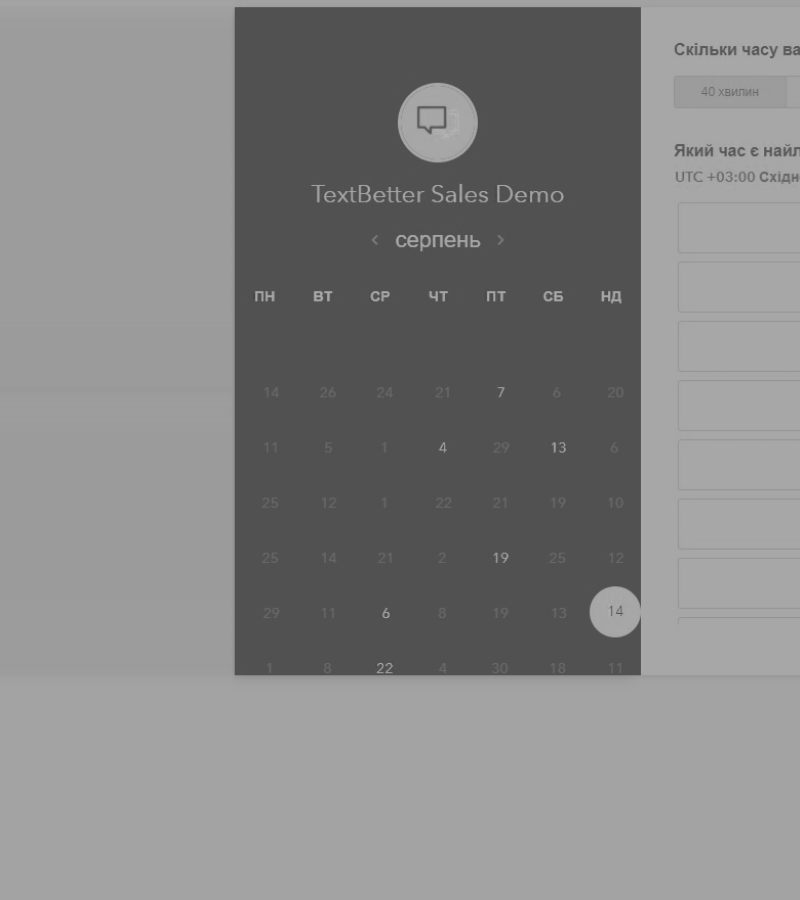 TextBetter Sales Demo
‹ серпень ›
ПН ВТ СР ЧТ ПТ СБ НД
14 26 24 21 7 6 20
11 5 1 4 29 13 6
25 12 1 22 21 19 10
25 14 21 2 19 25 12
29 11 6 8 19 13 14
1 8 22 4 30 18 11
Скільки часу ва
40 хвилин
Який час є найл
UTC +03:00 Східн